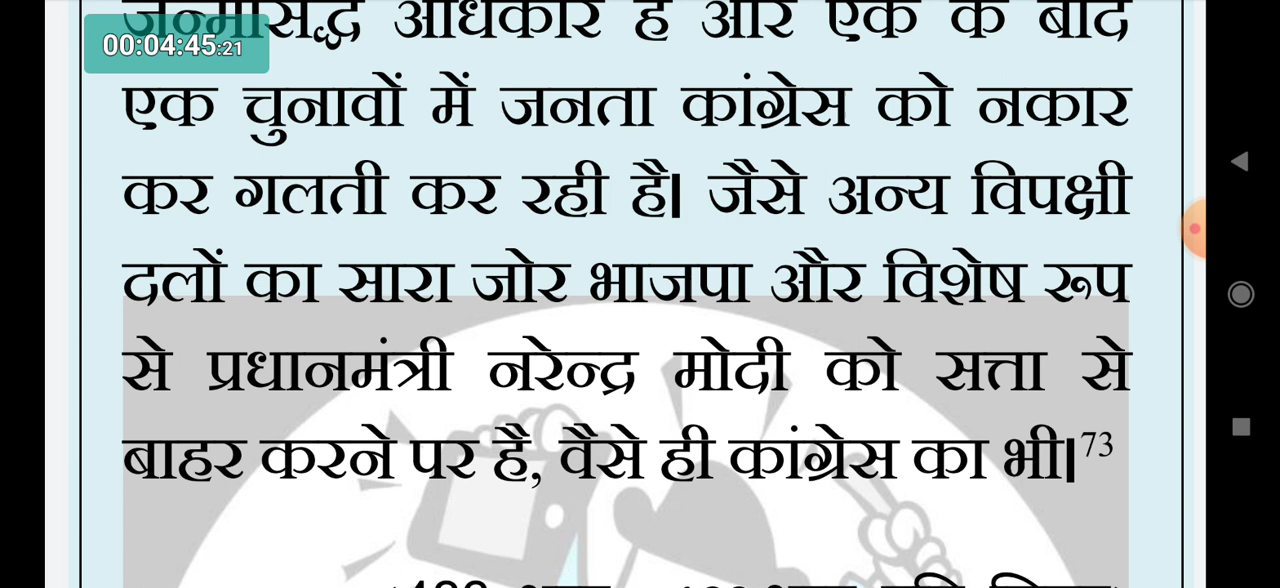 00:04:45:21
जन्मसिद्ध अधिकार है और एक के बाद
एक चुनावों में जनता कांग्रेस को नकार
कर गलती कर रही है। जैसे अन्य विपक्षी
दलों का सारा जोर भाजपा और विशेष रूप
से प्रधानमंत्री नरेन्द्र मोदी को सत्ता से
बाहर करने पर है, वैसे ही कांग्रेस का भी।73